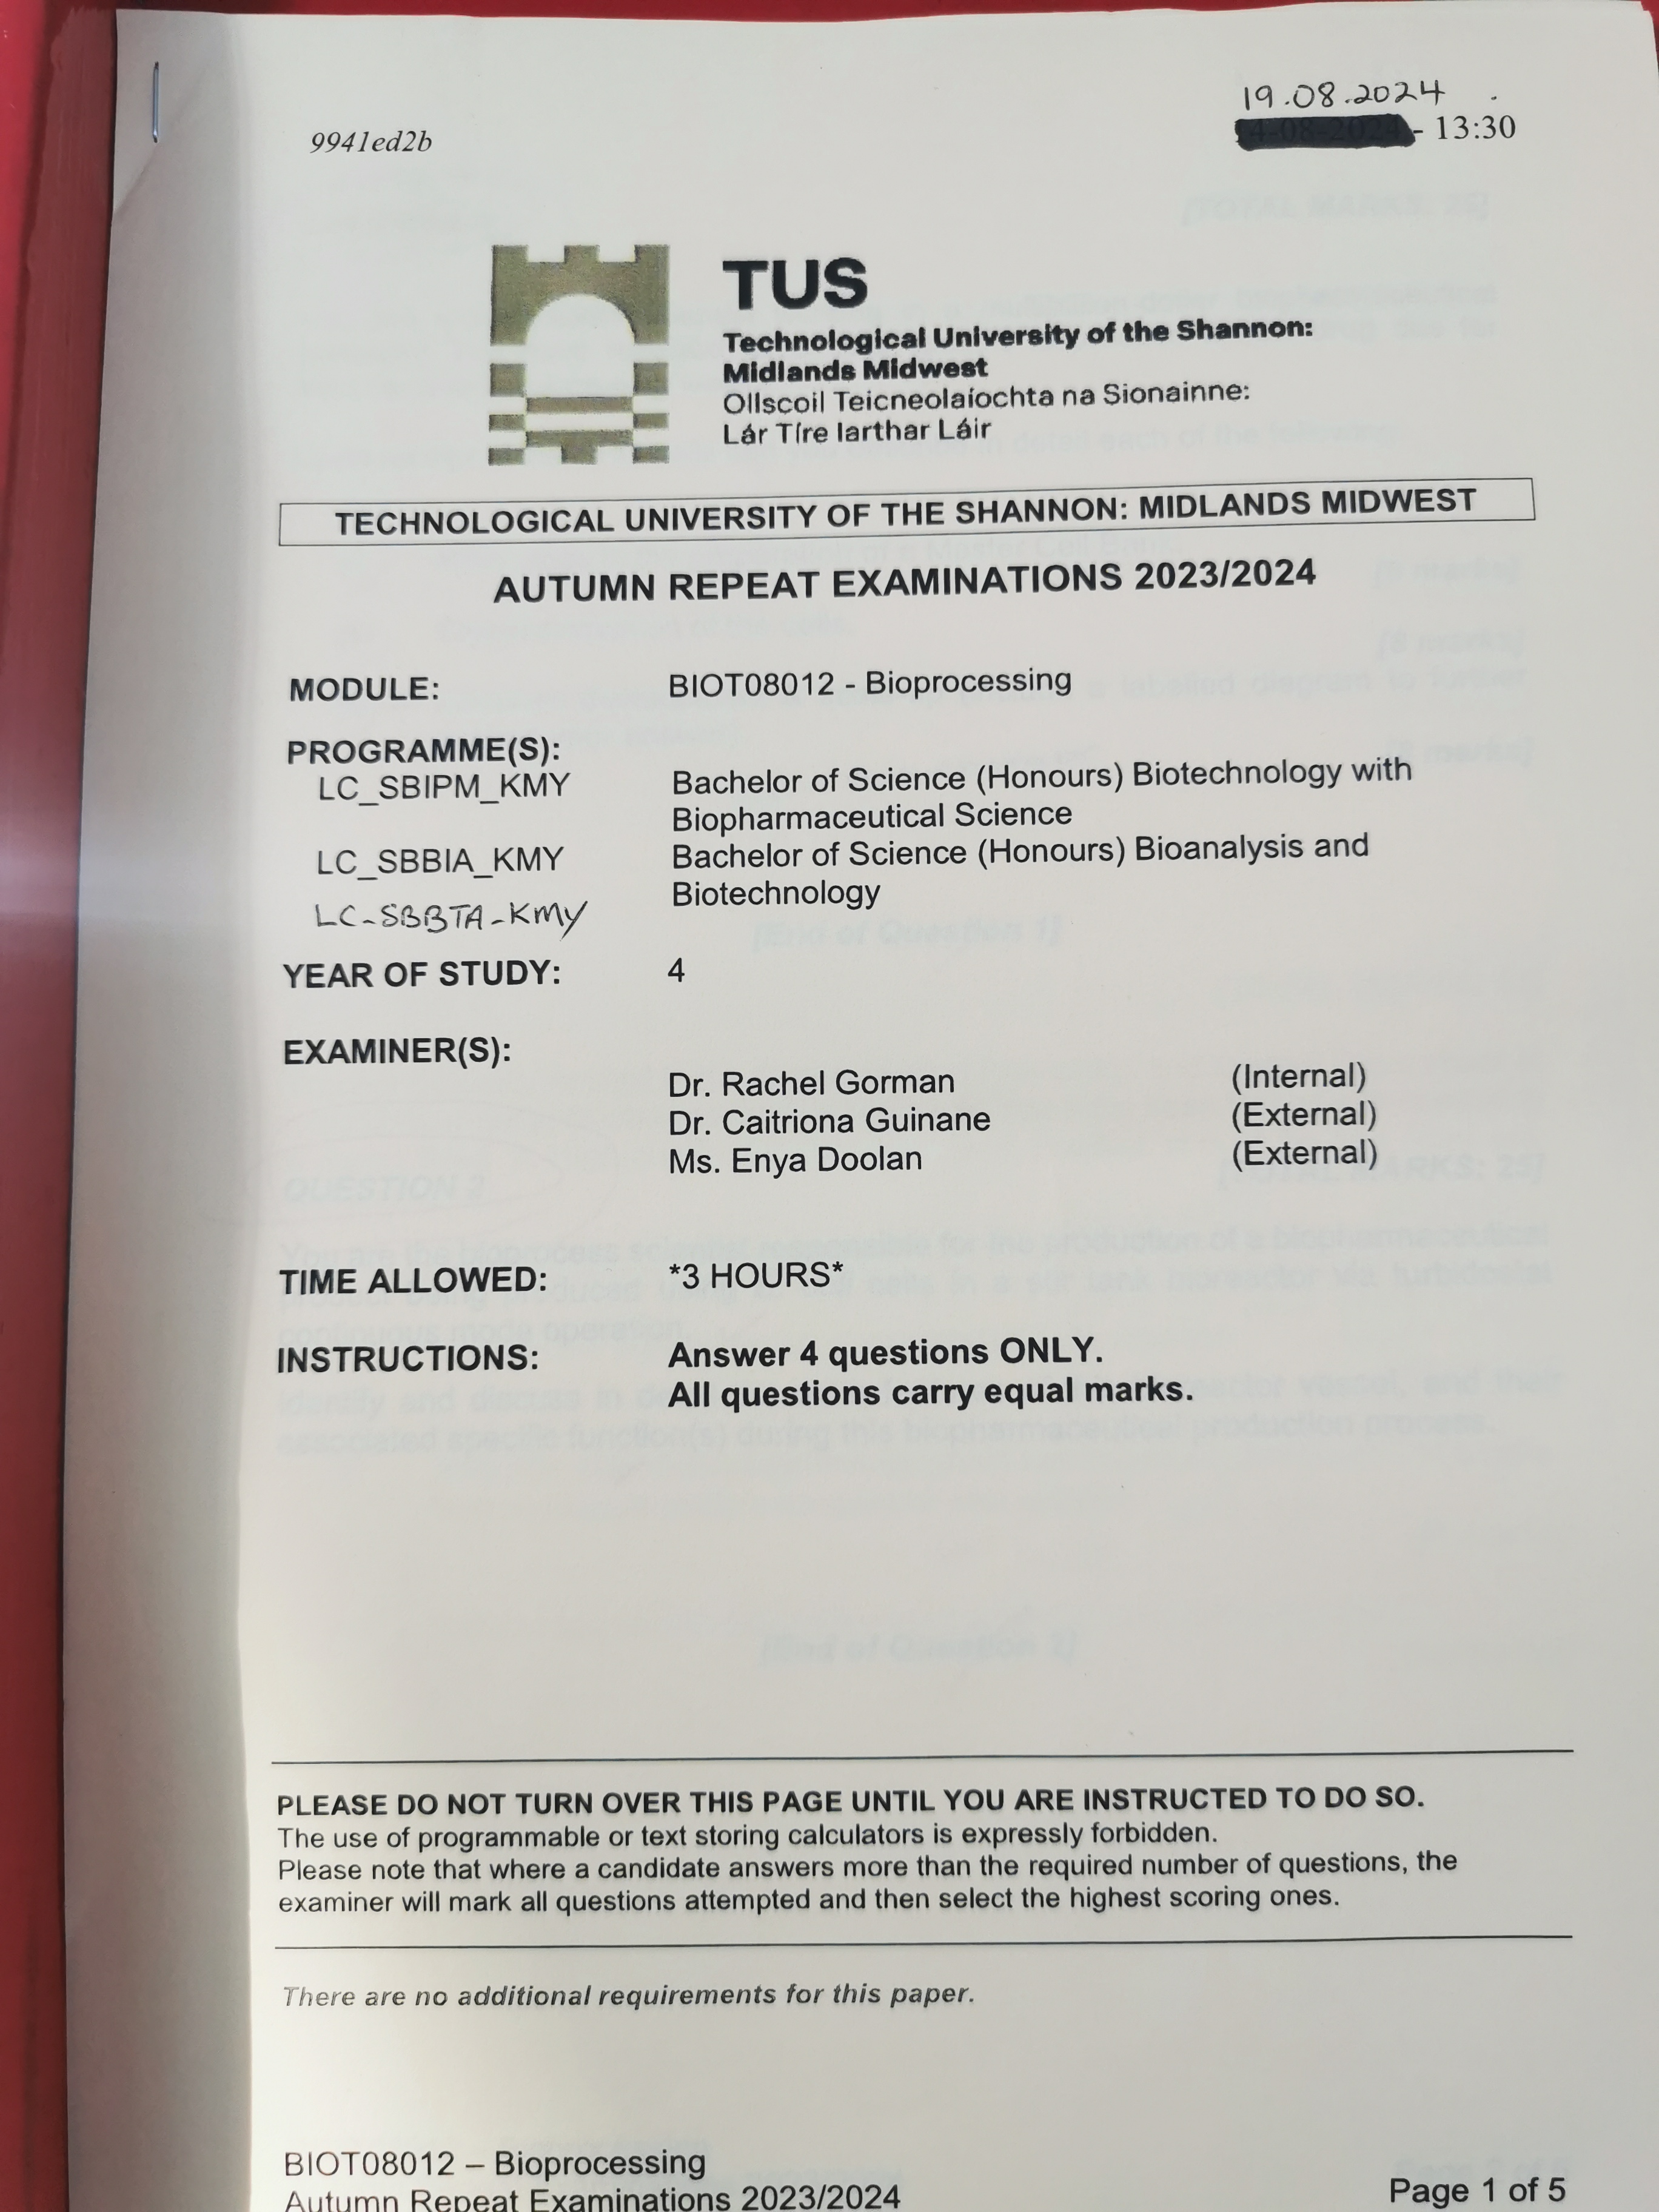 19.08.2024
9941ed2b
4-08-2024 - 13:30
TUS
Technological University of the Shannon:
Midlands Midwest
Ollscoil Teicneolaíochta na Sionainne:
Lár Tíre Iarthar Láir
TECHNOLOGICAL UNIVERSITY OF THE SHANNON: MIDLANDS MIDWEST
AUTUMN REPEAT EXAMINATIONS 2023/2024
MODULE: BIOT08012 - Bioprocessing
PROGRAMME(S):
LC_SBIPM_KMY Bachelor of Science (Honours) Biotechnology with
Biopharmaceutical Science
LC_SBBIA_KMY Bachelor of Science (Honours) Bioanalysis and
Biotechnology
LC-SBBTA-KMY
YEAR OF STUDY: 4
EXAMINER(S):
Dr. Rachel Gorman (Internal)
Dr. Caitriona Guinane (External)
Ms. Enya Doolan (External)
TIME ALLOWED: *3 HOURS*
INSTRUCTIONS: Answer 4 questions ONLY.
All questions carry equal marks.
PLEASE DO NOT TURN OVER THIS PAGE UNTIL YOU ARE INSTRUCTED TO DO SO.
The use of programmable or text storing calculators is expressly forbidden.
Please note that where a candidate answers more than the required number of questions, the
examiner will mark all questions attempted and then select the highest scoring ones.
There are no additional requirements for this paper.
BIOT08012 – Bioprocessing
Autumn Repeat Examinations 2023/2024
Page 1 of 5